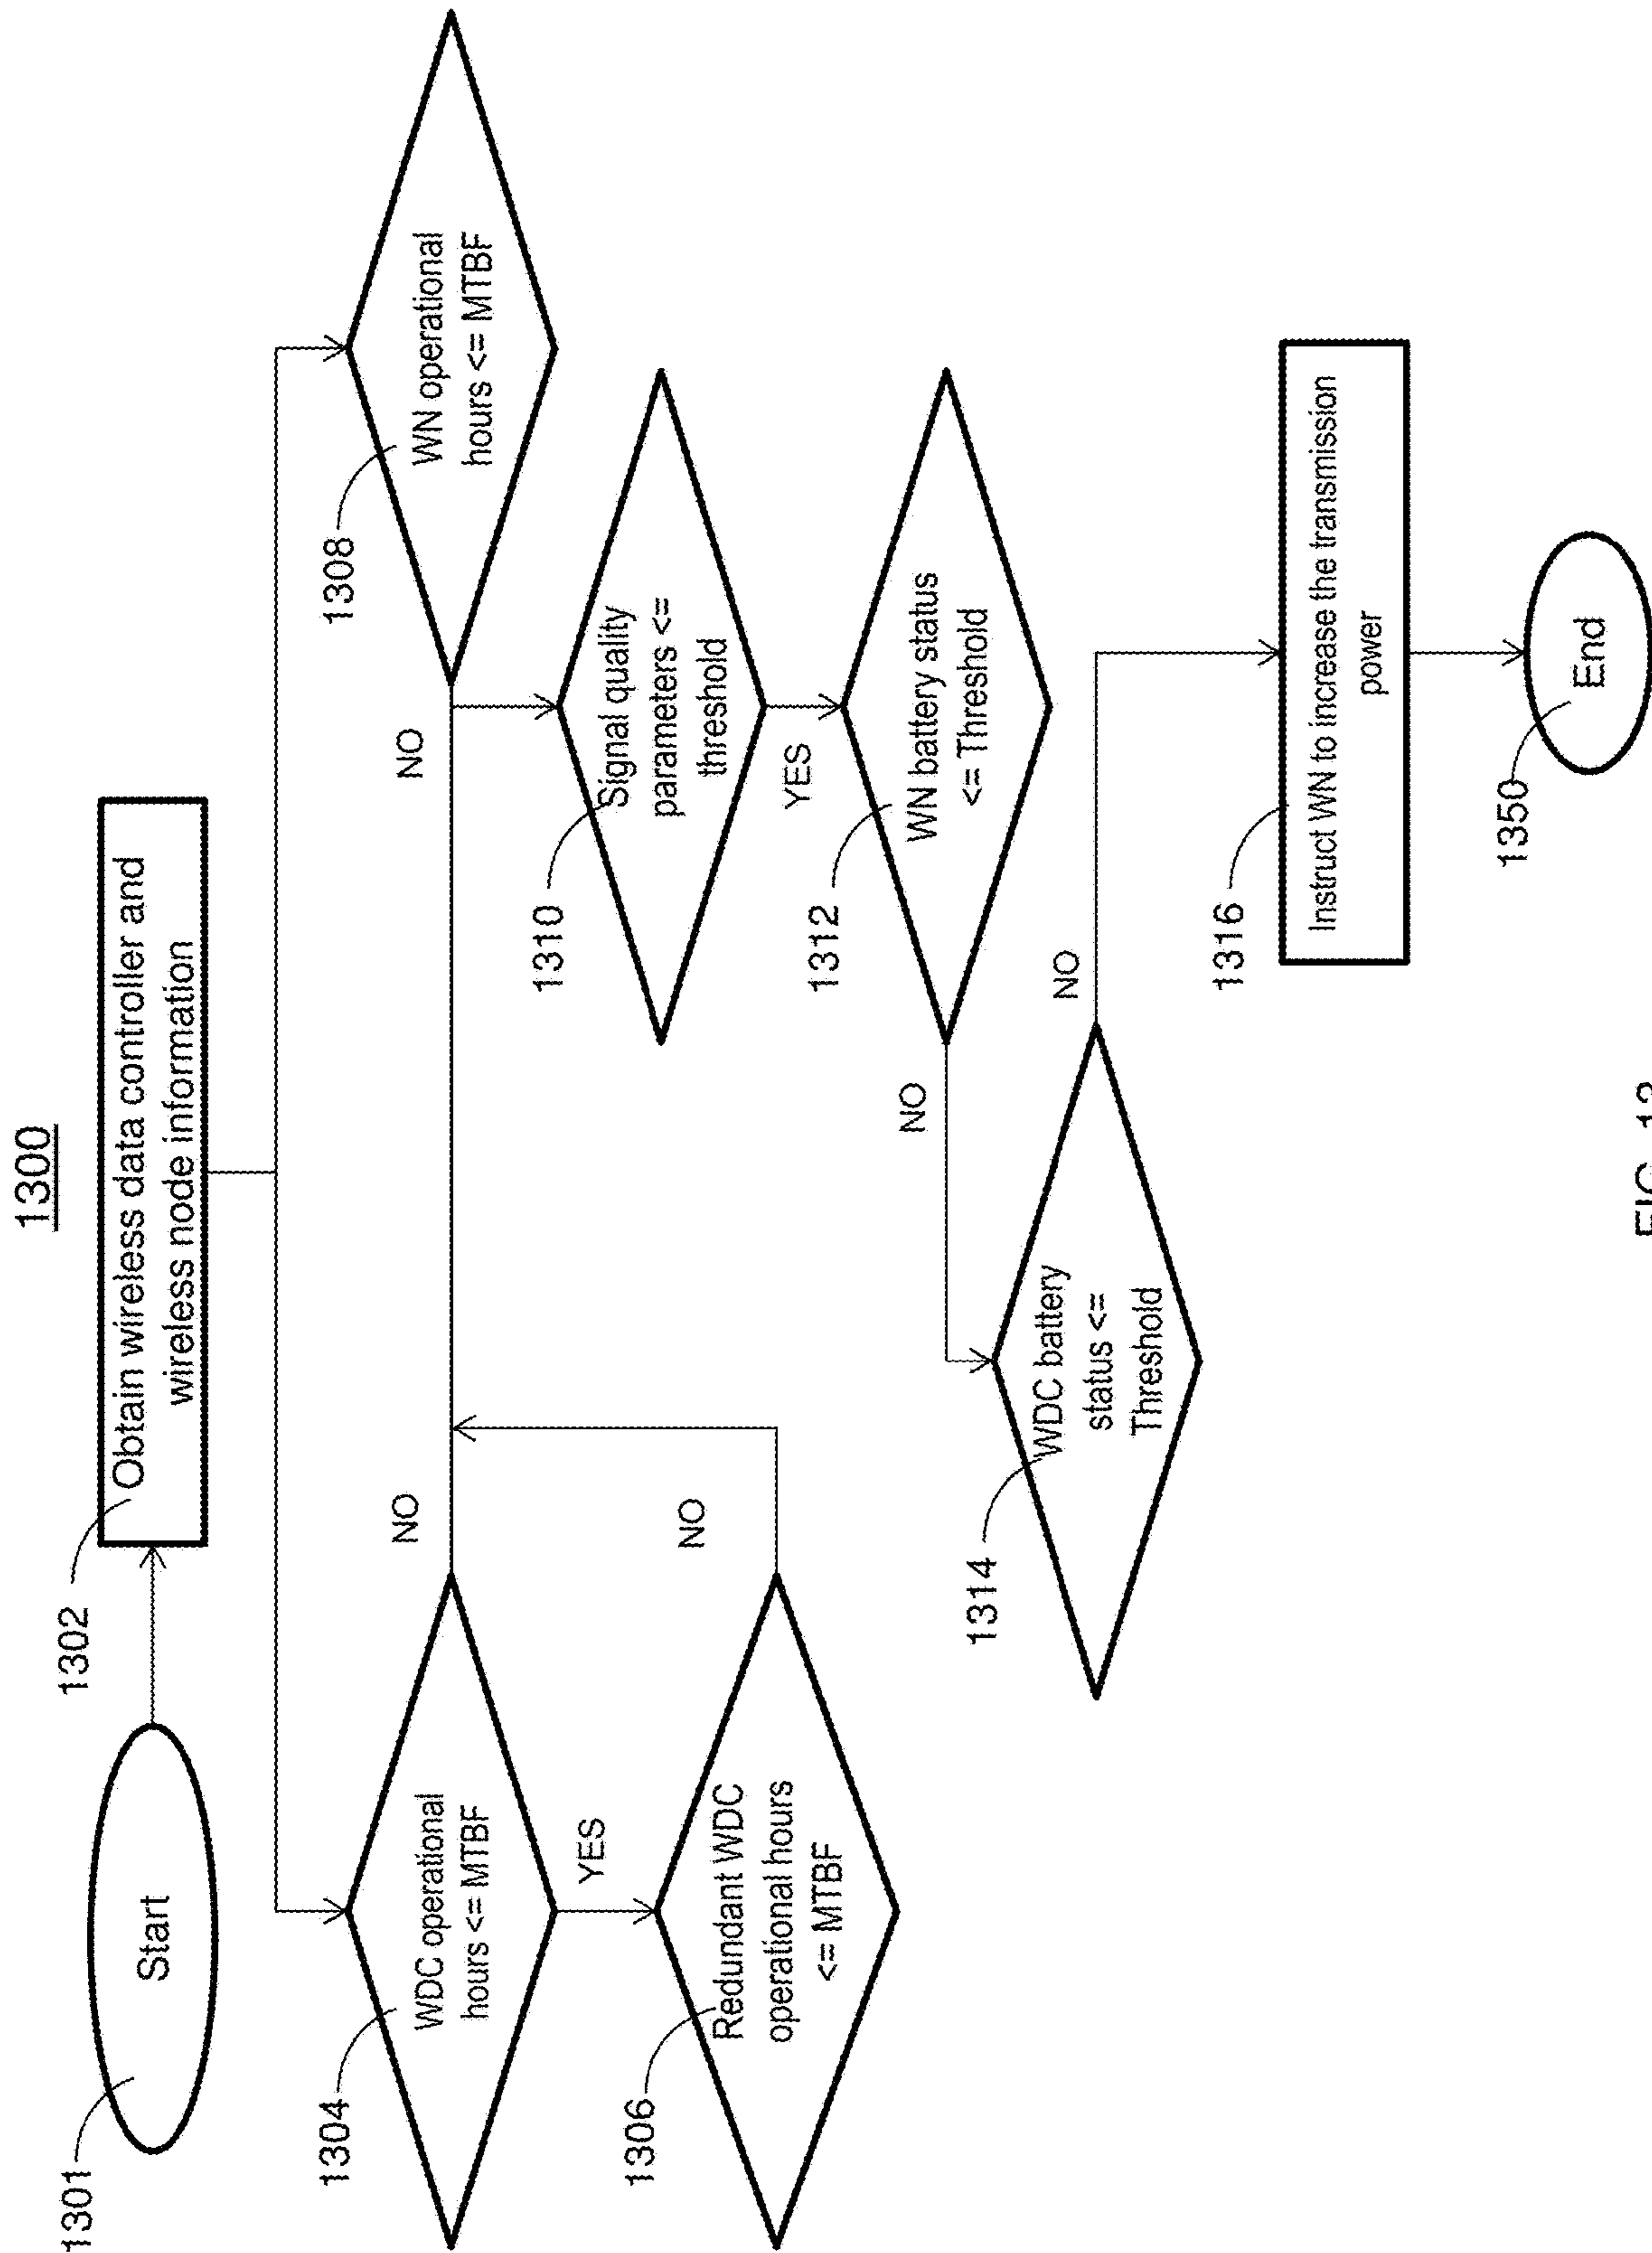 1300
1301
Start
1302
Obtain wireless data controller and
wireless node information
1304
WDC operational
hours <= MTBF
NO
YES
1306
Redundant WDC
operational hours
<= MTBF
NO
1308
WN operational
hours <= MTBF
NO
1310
Signal quality
parameters <=
threshold
YES
1312
WN battery status
<= Threshold
NO
1314
WDC battery
status <=
Threshold
NO
1316
Instruct WN to increase the transmission
power
1350
End
FIG. 13